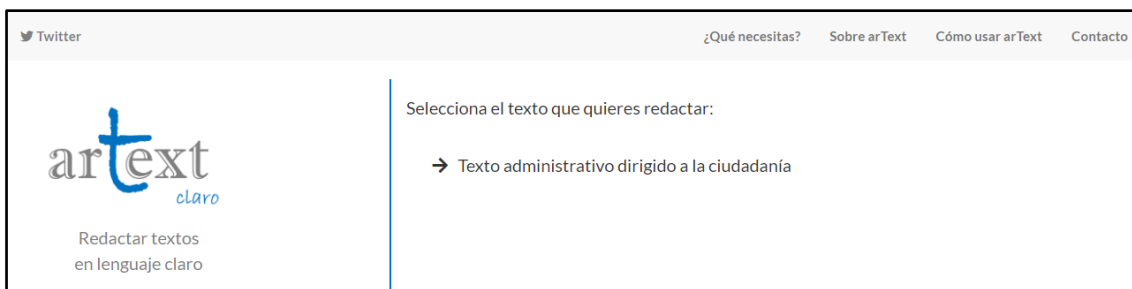 Twitter
¿Qué necesitas? Sobre arText Cómo usar arText Contacto
artext
claro
Redactar textos
en lenguaje claro
Selecciona el texto que quieres redactar:
→ Texto administrativo dirigido a la ciudadanía